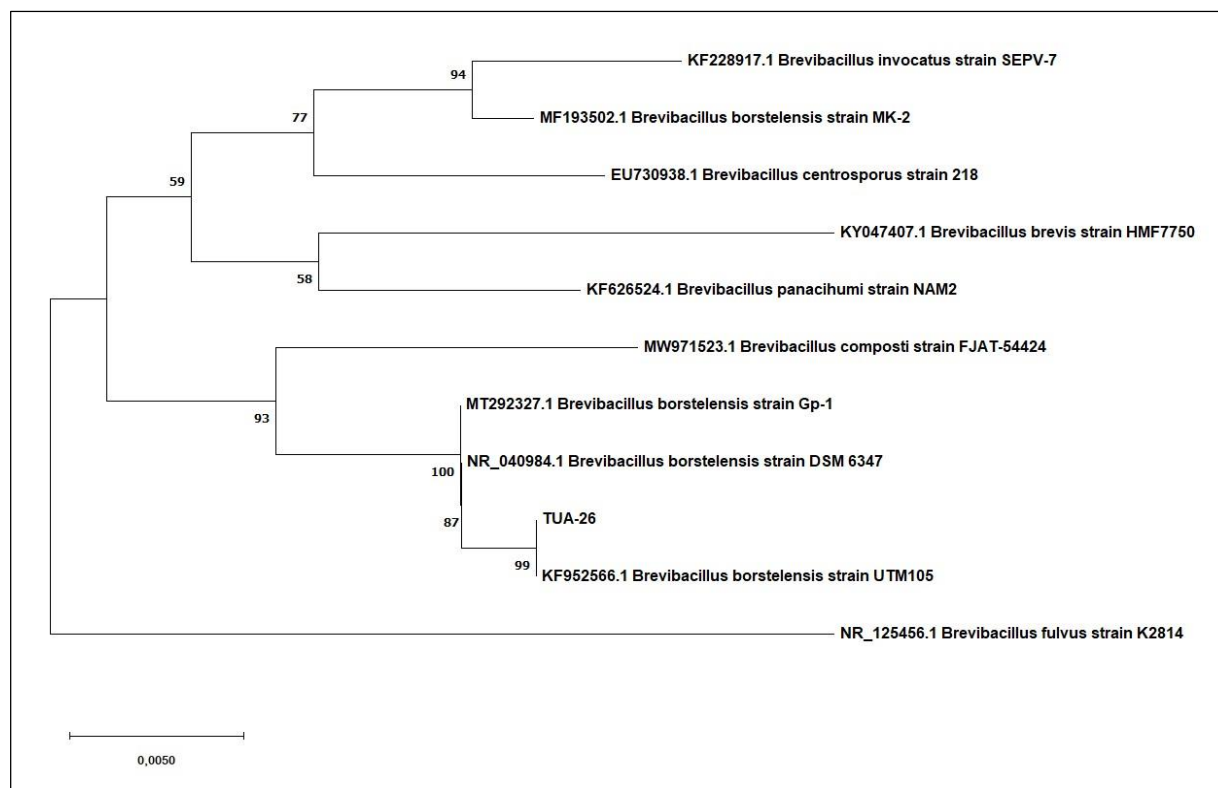 KF228917.1 Brevibacillus invocatus strain SEPV-7
94
MF193502.1 Brevibacillus borstelensis strain MK-2
77
EU730938.1 Brevibacillus centrosporus strain 218
59
KY047407.1 Brevibacillus brevis strain HMF7750
58
KF626524.1 Brevibacillus panacihumi strain NAM2
MW971523.1 Brevibacillus composti strain FJAT-54424
93
MT292327.1 Brevibacillus borstelensis strain Gp-1
NR_040984.1 Brevibacillus borstelensis strain DSM 6347
100
TUA-26
87
99
KF952566.1 Brevibacillus borstelensis strain UTM105
NR_125456.1 Brevibacillus fulvus strain K2814
0,0050